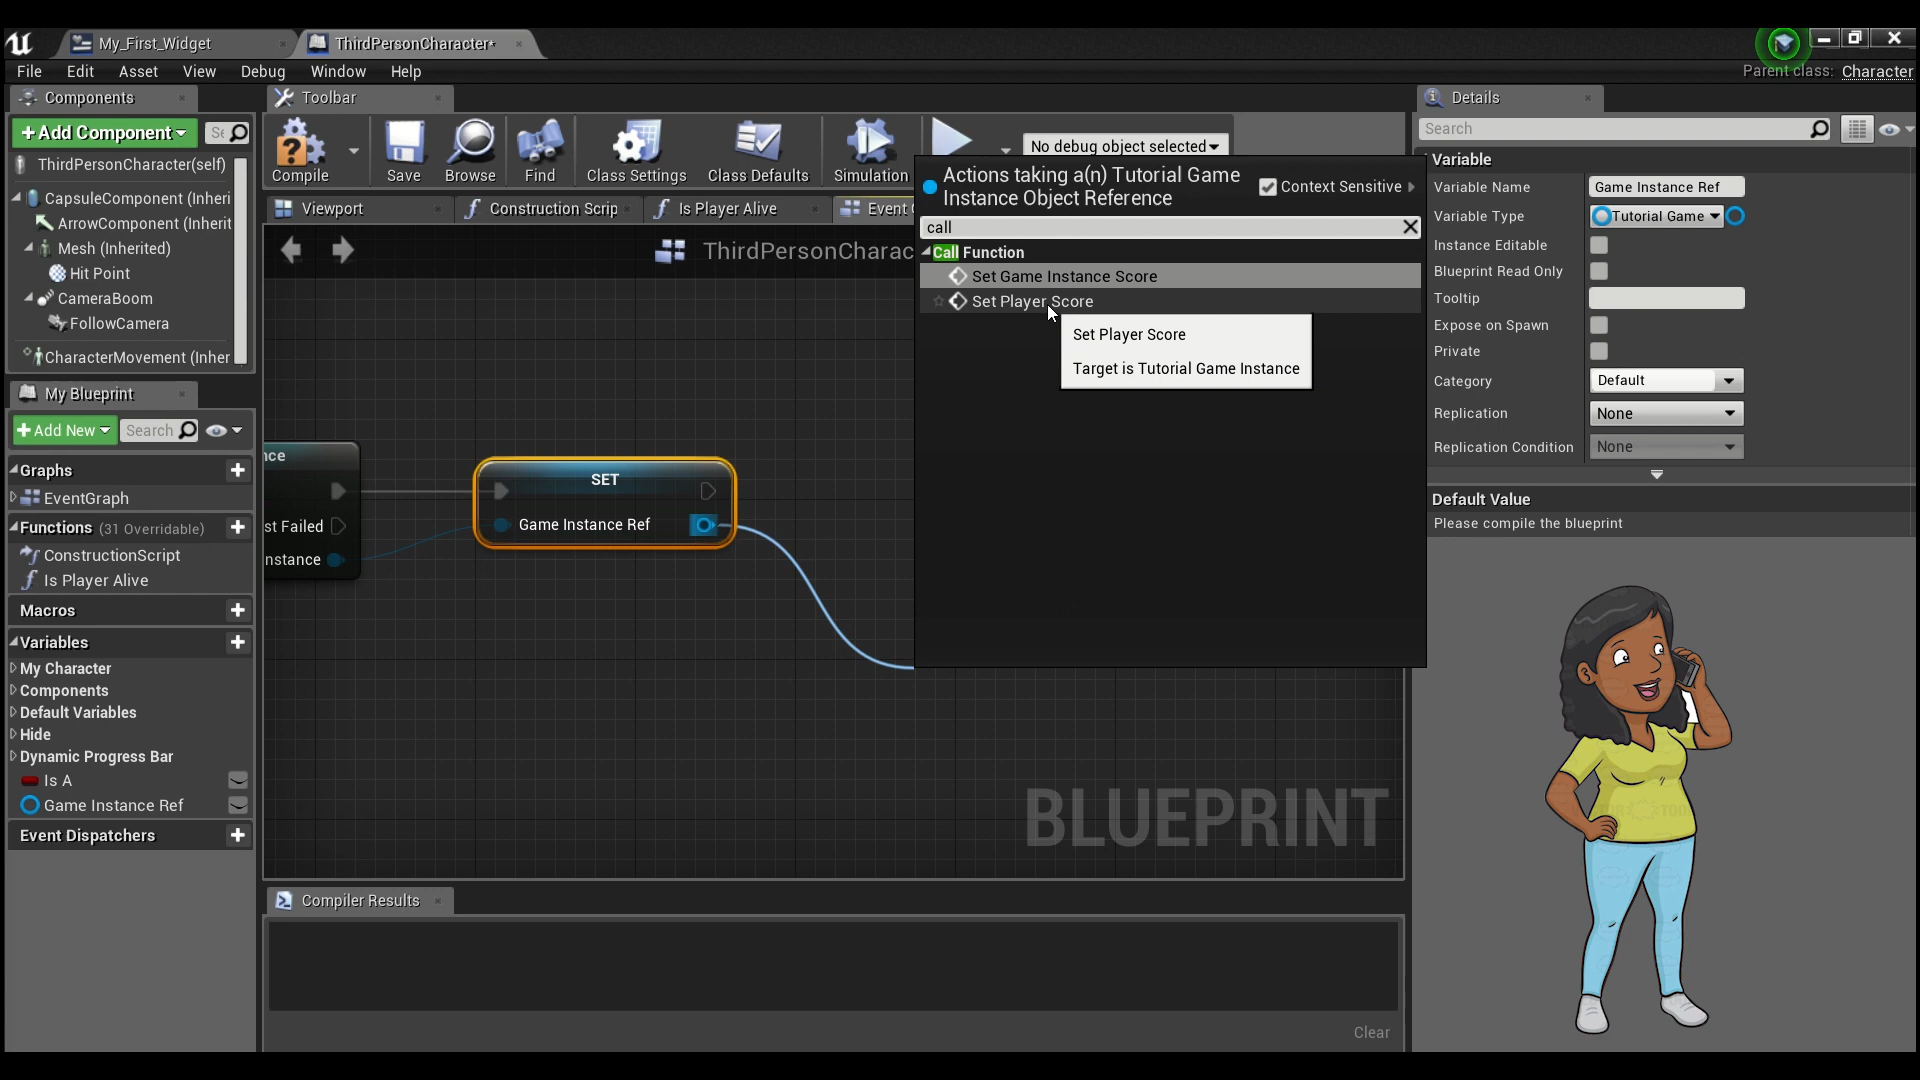 My_First_Widget
ThirdPersonCharacter*
File Edit Asset View Debug Window Help
Parent class: Character
Components
+Add Component
ThirdPersonCharacter(self)
CapsuleComponent (Inheri
ArrowComponent (Inherit
Mesh (Inherited)
Hit Point
CameraBoom
FollowCamera
CharacterMovement (Inher
My Blueprint
+Add New
Search
Graphs
EventGraph
Functions (31 Overridable)
ConstructionScript
Is Player Alive
Macros
Variables
My Character
Components
Default Variables
Hide
Dynamic Progress Bar
Is A
Game Instance Ref
Event Dispatchers
Toolbar
Compile
Save
Browse
Find
Class Settings
Class Defaults
Simulation
No debug object selected
Viewport
Construction Scrip
Is Player Alive
Event
ThirdPersonCharac
nce
st Failed
nstance
SET
Game Instance Ref
Actions taking a(n) Tutorial Game
Instance Object Reference
Context Sensitive
call
Call Function
Set Game Instance Score
Set Player Score
Set Player Score
Target is Tutorial Game Instance
BLUEPRINT
Compiler Results
Clear
Details
Search
Variable
Variable Name Game Instance Ref
Variable Type Tutorial Game
Instance Editable
Blueprint Read Only
Tooltip
Expose on Spawn
Private
Category Default
Replication None
Replication Condition None
Default Value
Please compile the blueprint